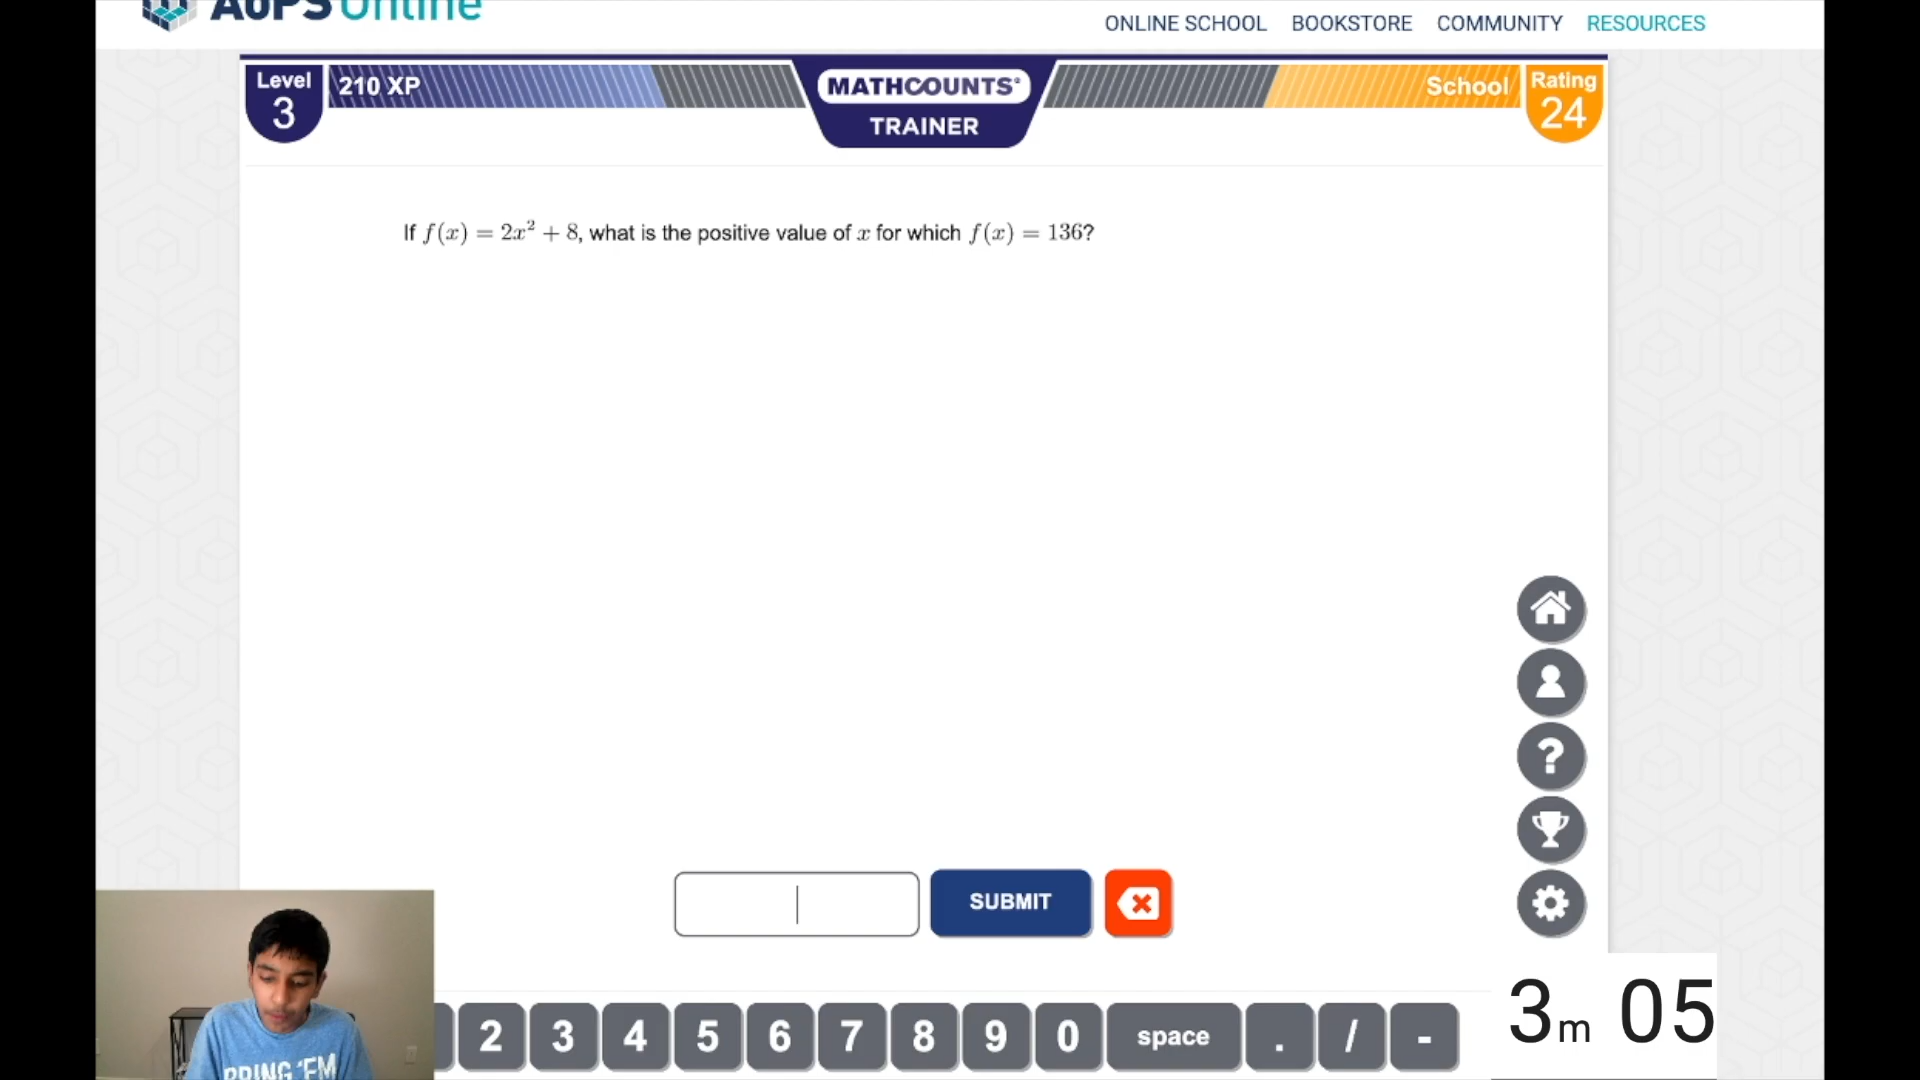 AoPS Online
ONLINE SCHOOL BOOKSTORE COMMUNITY RESOURCES
Level
3
210 XP
MATHCOUNTS®
TRAINER
School
Rating
24
If f(x) = 2x² + 8, what is the positive value of x for which f(x) = 136?
SUBMIT
2 3 4 5 6 7 8 9 0 space . / -
3m 05
BRING 'EM